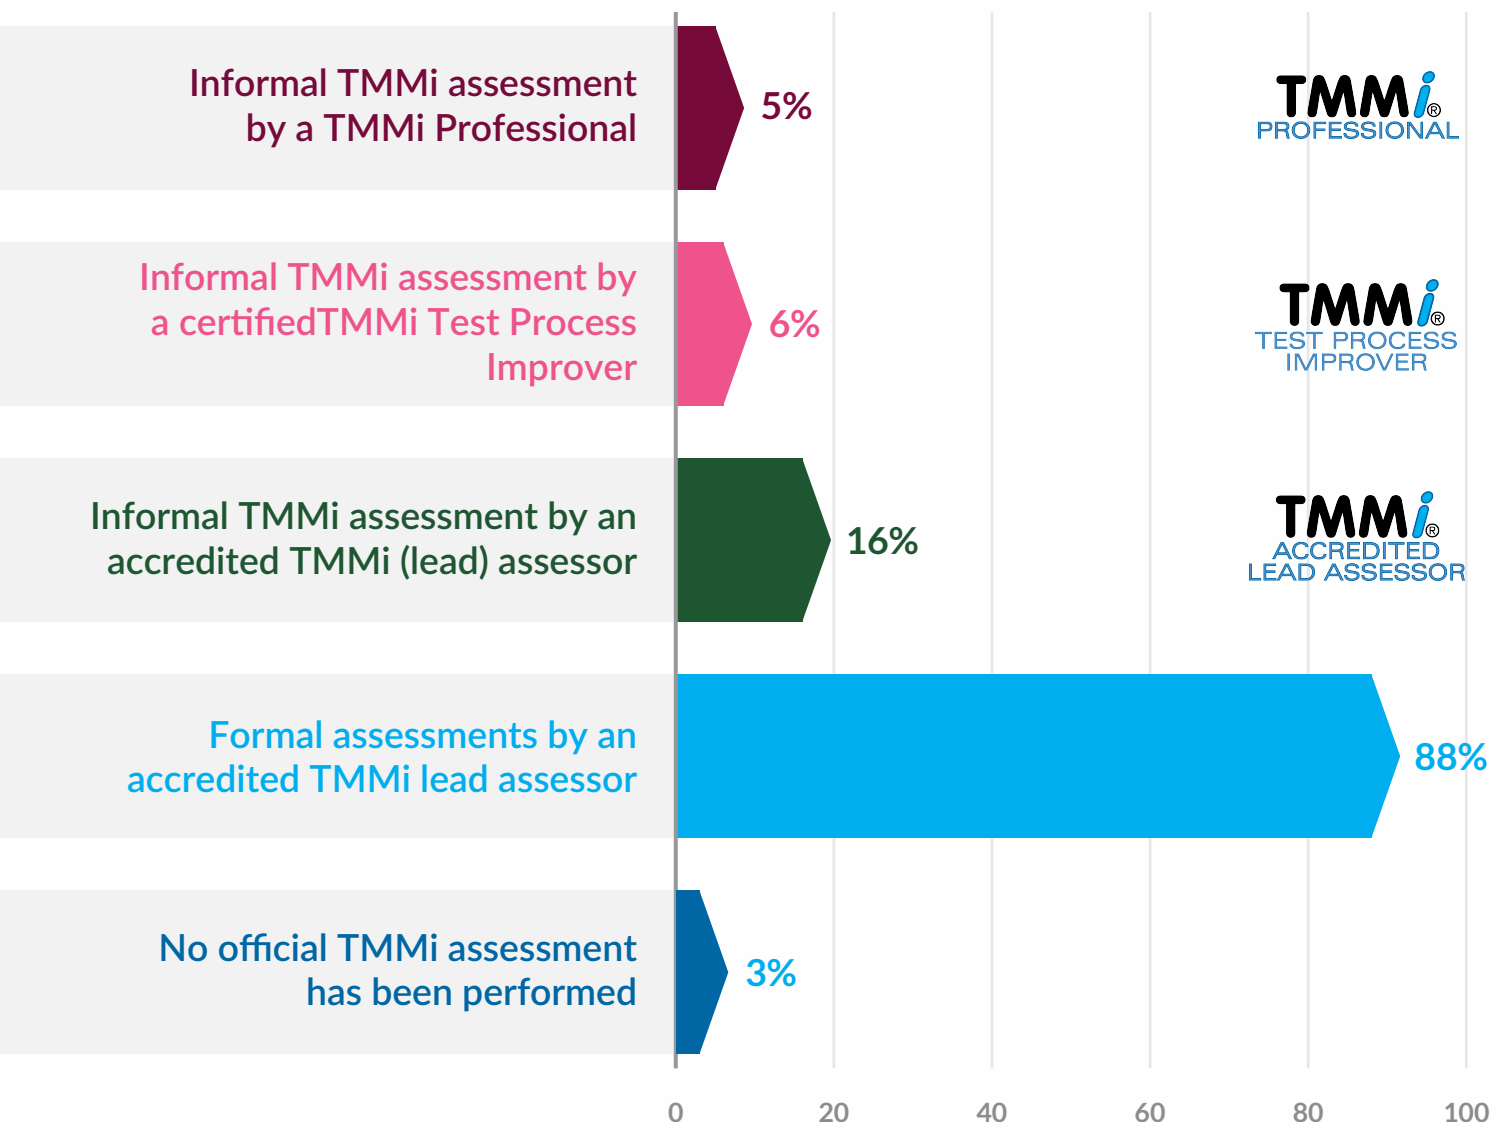 Informal TMMi assessment
by a TMMi Professional
5%
TMMi®
PROFESSIONAL
Informal TMMi assessment by
a certifiedTMMi Test Process
Improver
6%
TMMi®
TEST PROCESS
IMPROVER
Informal TMMi assessment by an
accredited TMMi (lead) assessor
16%
TMMi®
ACCREDITED
LEAD ASSESSOR
Formal assessments by an
accredited TMMi lead assessor
88%
No official TMMi assessment
has been performed
3%
0 20 40 60 80 100